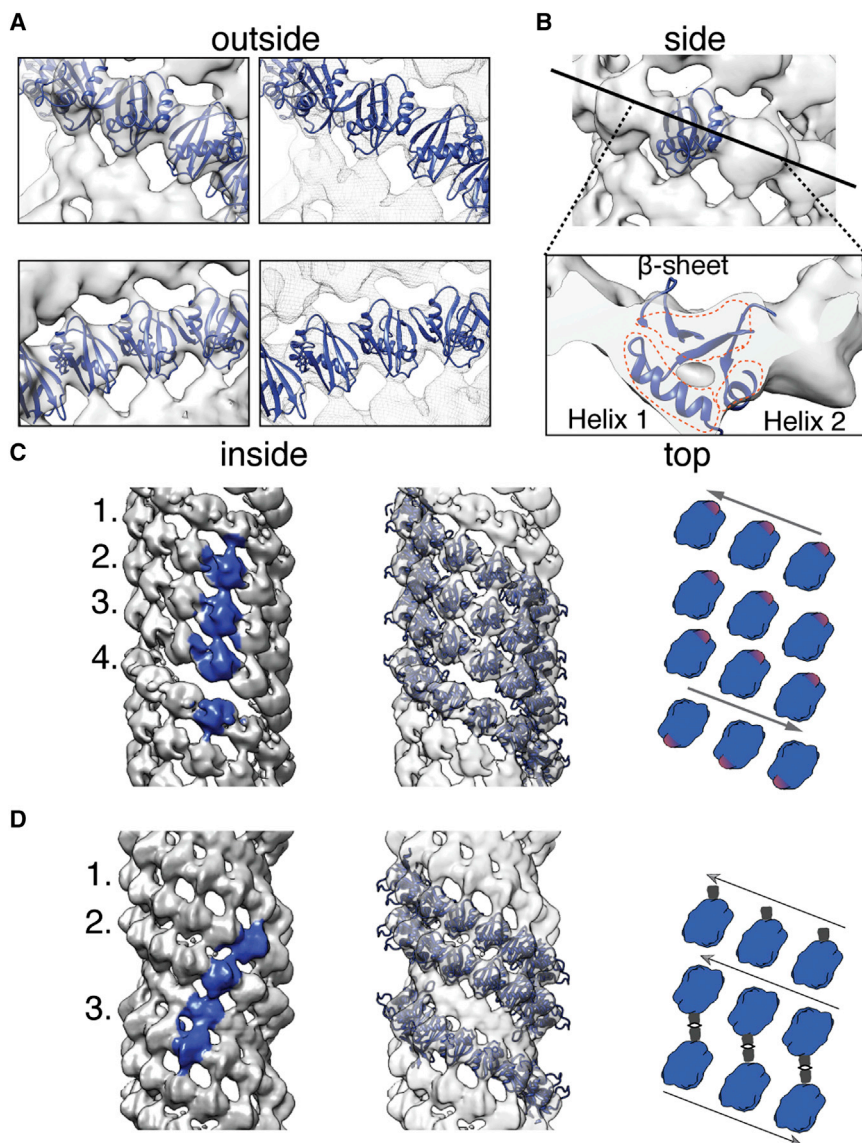 A
outside
B
side
β-sheet
Helix 1
Helix 2
C
inside
top
1.
2.
3.
4.
D
1.
2.
3.